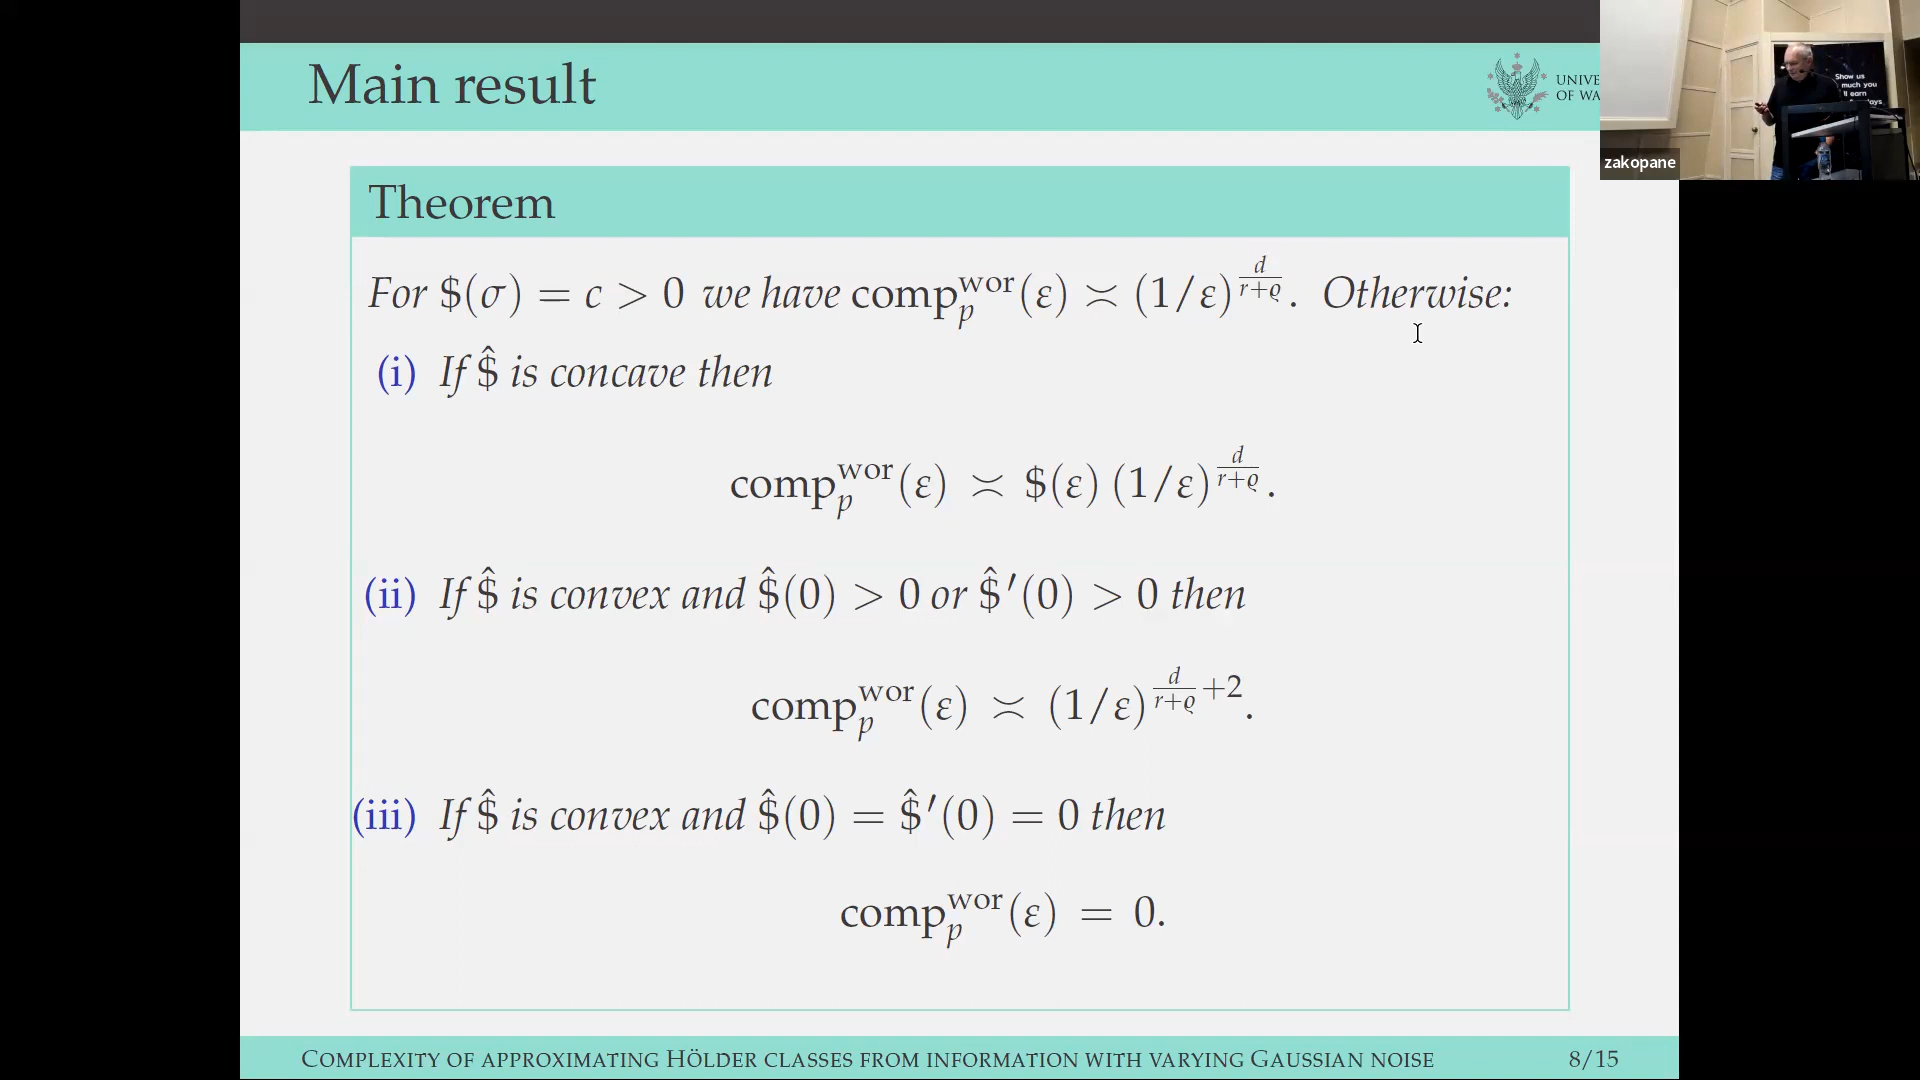 Main result
UNIVE
OF WA
Show us
much you
ll earn
days
zakopane
Theorem
For $(σ) = c > 0 we have comp_p^wor(ε) ≍ (1/ε)^{d/(r+ϱ)}. Otherwise:
(i) If $̂ is concave then
comp_p^wor(ε) ≍ $(ε) (1/ε)^{d/(r+ϱ)}.
(ii) If $̂ is convex and $̂(0) > 0 or $̂′(0) > 0 then
comp_p^wor(ε) ≍ (1/ε)^{d/(r+ϱ)+2}.
(iii) If $̂ is convex and $̂(0) = $̂′(0) = 0 then
comp_p^wor(ε) = 0.
COMPLEXITY OF APPROXIMATING HÖLDER CLASSES FROM INFORMATION WITH VARYING GAUSSIAN NOISE 8/15